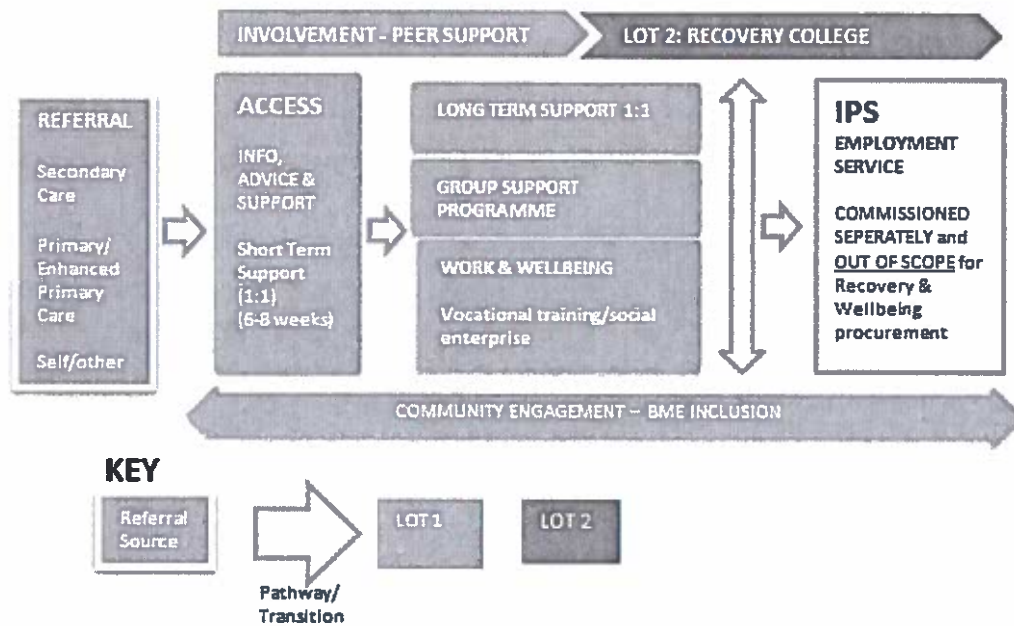 INVOLVEMENT - PEER SUPPORT
LOT 2: RECOVERY COLLEGE
REFERRAL
Secondary
Care
Primary/
Enhanced
Primary
Care
Self/other
ACCESS
INFO,
ADVICE &
SUPPORT
Short Term
Support
(1:1)
(6-8 weeks)
LONG TERM SUPPORT 1:1
GROUP SUPPORT
PROGRAMME
WORK & WELLBEING
Vocational training/social
enterprise
IPS
EMPLOYMENT
SERVICE
COMMISSIONED
SEPERATELY and
OUT OF SCOPE for
Recovery &
Wellbeing
procurement
COMMUNITY ENGAGEMENT – BME INCLUSION
KEY
Referral
Source
Pathway/
Transition
LOT 1
LOT 2